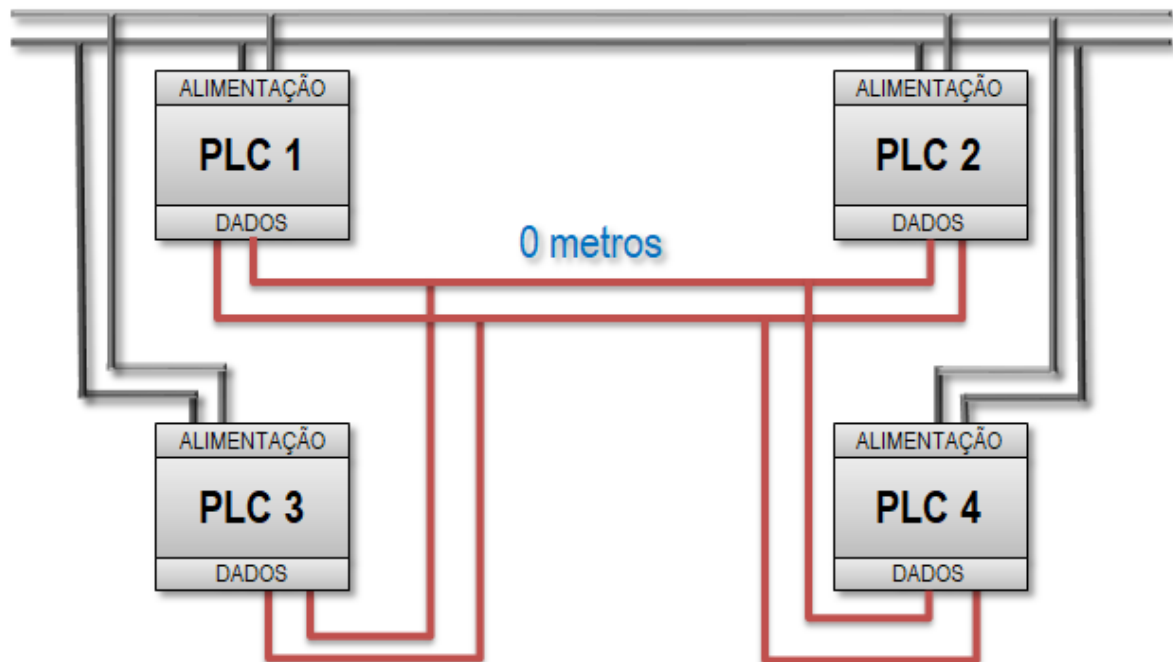 ALIMENTAÇÃO
PLC 1
DADOS
ALIMENTAÇÃO
PLC 2
DADOS
0 metros
ALIMENTAÇÃO
PLC 3
DADOS
ALIMENTAÇÃO
PLC 4
DADOS